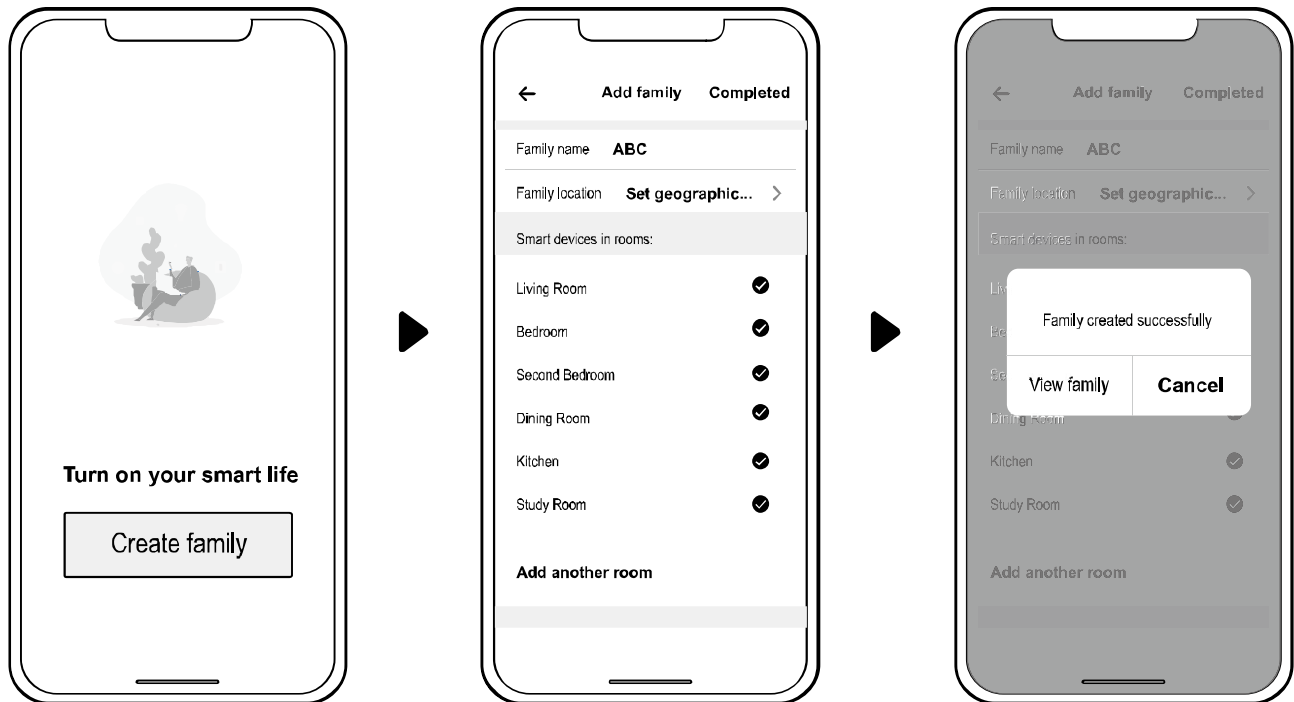 Turn on your smart life
Create family
Add family Completed
Family name ABC
Family location Set geographic...
Smart devices in rooms:
Living Room
Bedroom
Second Bedroom
Dining Room
Kitchen
Study Room
Add another room
Add family Completed
Family name ABC
Family location Set geographic...
Smart devices in rooms:
Liv
Be
Se
Family created successfully
View family Cancel
Dining Room
Kitchen
Study Room
Add another room